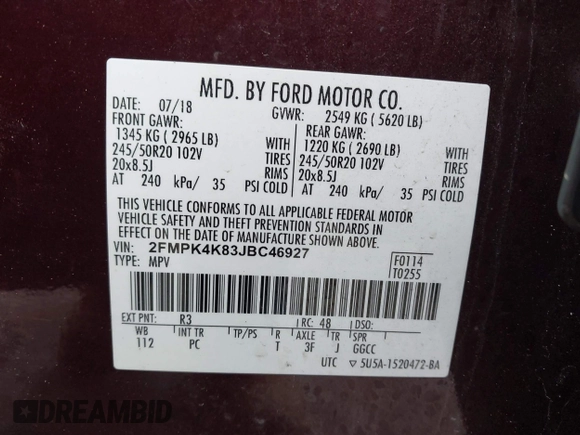 MFD. BY FORD MOTOR CO.
DATE: 07/18 GVWR: 2549 KG ( 5620 LB)
FRONT GAWR: REAR GAWR:
1345 KG ( 2965 LB) WITH 1220 KG ( 2690 LB) WITH
245/50R20 102V TIRES 245/50R20 102V TIRES
20x8.5J RIMS 20x8.5J RIMS
AT 240 kPa/ 35 PSI COLD AT 240 kPa/ 35 PSI COLD
THIS VEHICLE CONFORMS TO ALL APPLICABLE FEDERAL MOTOR
VEHICLE SAFETY AND THEFT PREVENTION STANDARDS IN
EFFECT ON THE DATE OF MANUFACTURE SHOWN ABOVE.
VIN: 2FMPK4K83JBC46927
TYPE: MPV
F0114
T0255
EXT PNT: R3 RC: 48 DSO:
WB INT TR TP/PS R AXLE TR SPR
112 PC T 3F J GGCC
UTC ▽ 5U5A-1520472-BA
DREAMBID